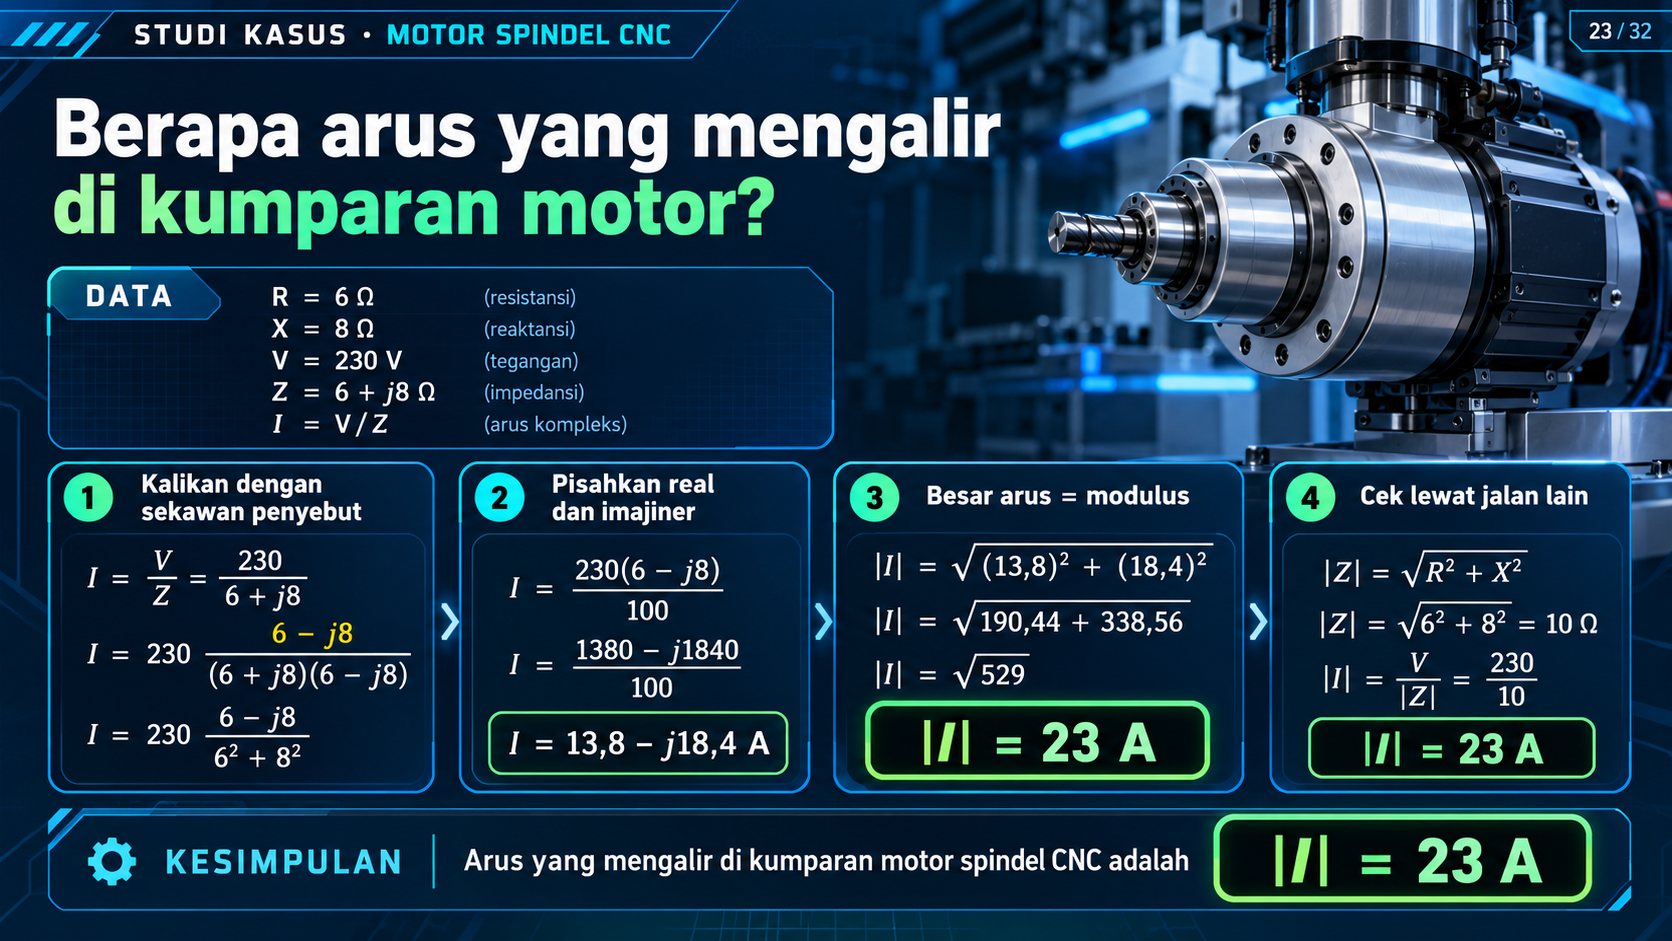 STUDI KASUS • MOTOR SPINDEL CNC
23 / 32
Berapa arus yang mengalir
di kumparan motor?
DATA
R = 6 Ω (resistansi)
X = 8 Ω (reaktansi)
V = 230 V (tegangan)
Z = 6 + j8 Ω (impedansi)
I = V / Z (arus kompleks)
1 Kalikan dengan
sekawan penyebut
I = V/Z = 230/(6 + j8)
I = 230 (6 − j8)/((6 + j8)(6 − j8))
I = 230 (6 − j8)/(6² + 8²)
2 Pisahkan real
dan imajiner
I = 230(6 − j8)/100
I = (1380 − j1840)/100
I = 13,8 − j18,4 A
3 Besar arus = modulus
|I| = √((13,8)² + (18,4)²)
|I| = √(190,44 + 338,56)
|I| = √529
|I| = 23 A
4 Cek lewat jalan lain
|Z| = √(R² + X²)
|Z| = √(6² + 8²) = 10 Ω
|I| = V/|Z| = 230/10
|I| = 23 A
KESIMPULAN
Arus yang mengalir di kumparan motor spindel CNC adalah
|I| = 23 A